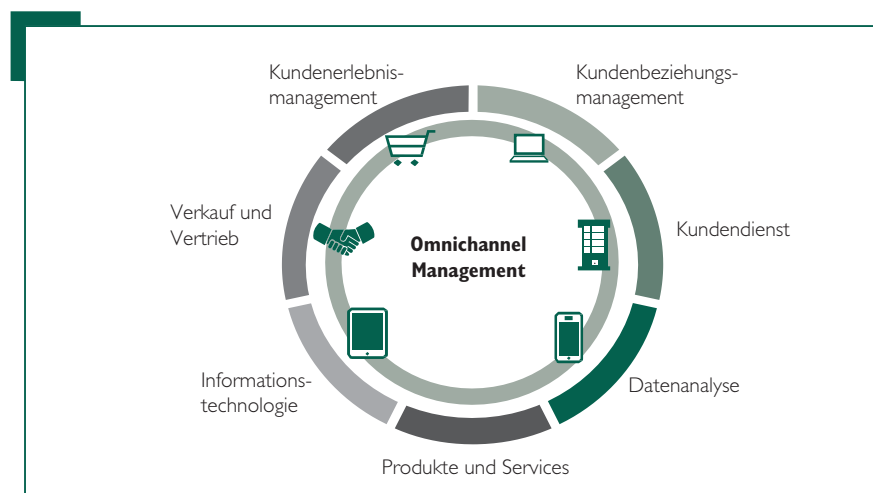 Kundenerlebnis-
management
Kundenbeziehungs-
management
Verkauf und
Vertrieb
Omnichannel
Management
Kundendienst
Informations-
technologie
Datenanalyse
Produkte und Services